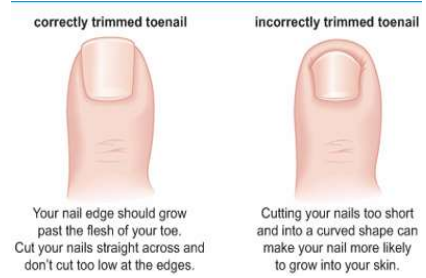 correctly trimmed toenail
Your nail edge should grow
past the flesh of your toe.
Cut your nails straight across and
don't cut too low at the edges.
incorrectly trimmed toenail
Cutting your nails too short
and into a curved shape can
make your nail more likely
to grow into your skin.